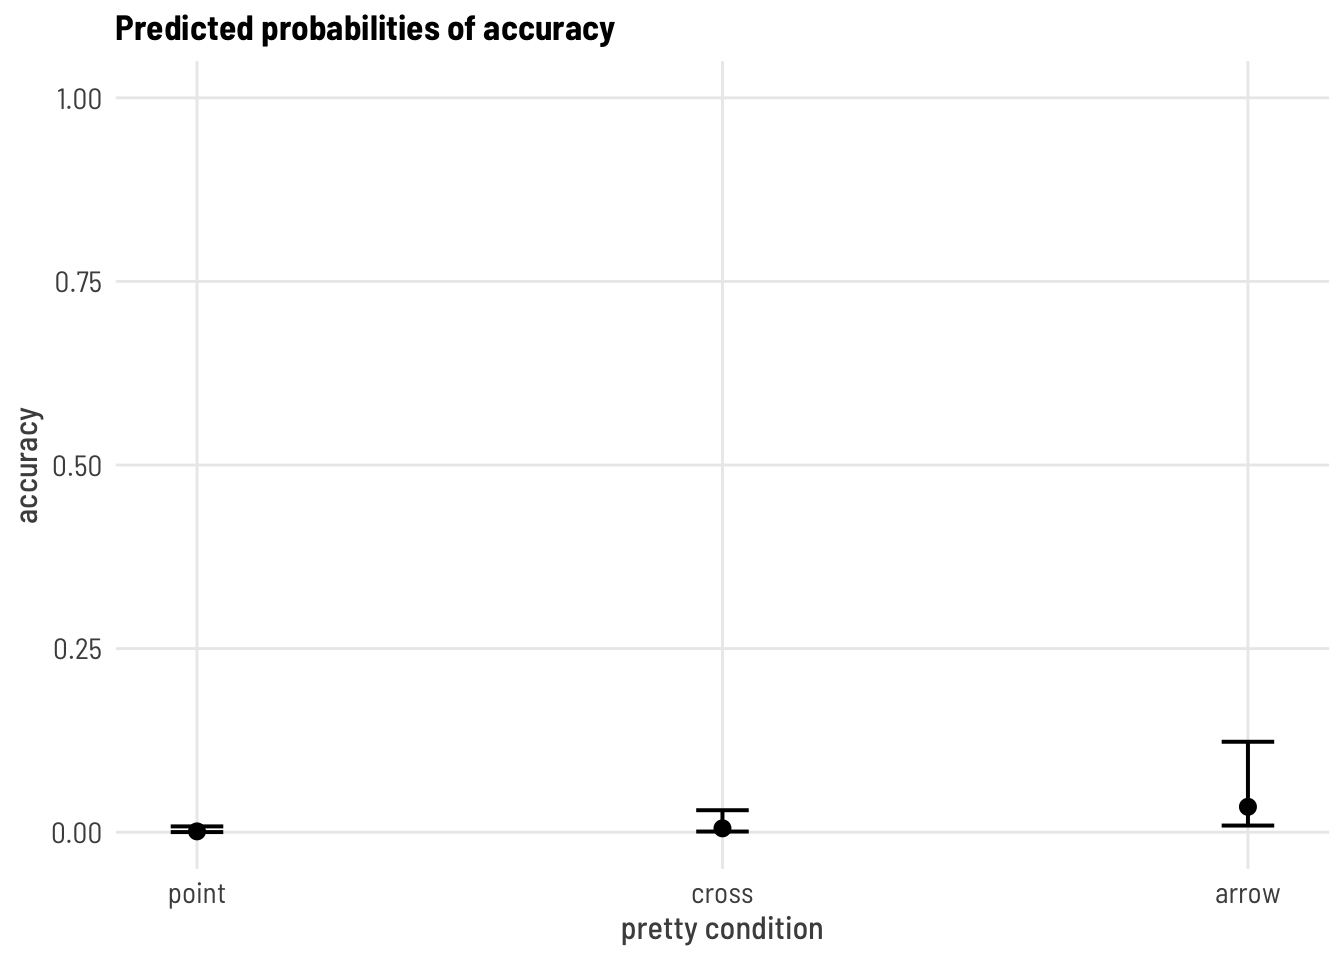 Predicted probabilities of accuracy
1.00
0.75
0.50
0.25
0.00
accuracy
point
cross
arrow
pretty condition